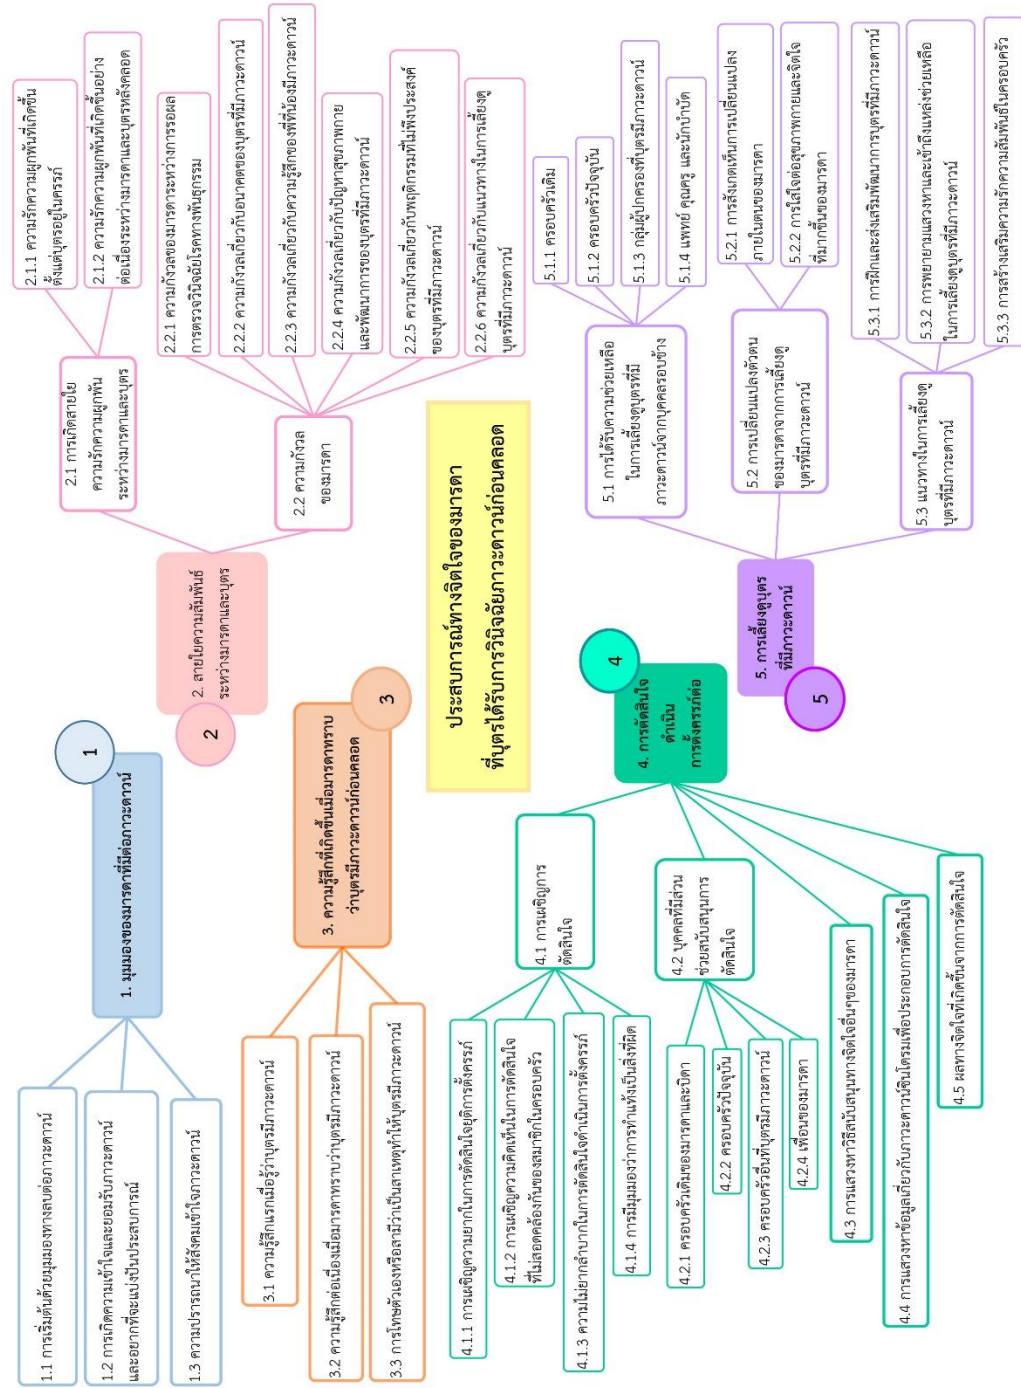 ประสบการณ์ทางจิตใจของมารดา
ที่บุตรได้รับการวินิจฉัยภาวะดาวน์ก่อนคลอด
1
1. มุมมองของมารดาที่มีต่อภาวะดาวน์
1.1 การเริ่มต้นด้วยมุมมองทางลบต่อภาวะดาวน์
1.2 การเกิดความเข้าใจและยอมรับภาวะดาวน์
และอยากที่จะแบ่งปันประสบการณ์
1.3 ความปรารถนาให้สังคมเข้าใจภาวะดาวน์
2
2. สายใยความสัมพันธ์
ระหว่างมารดาและบุตร
2.1 การเกิดสายใย
ความรักความผูกพัน
ระหว่างมารดาและบุตร
2.1.1 ความรักความผูกพันที่เกิดขึ้น
ตั้งแต่บุตรอยู่ในครรภ์
2.1.2 ความรักความผูกพันที่เกิดขึ้นอย่าง
ต่อเนื่องระหว่างมารดาและบุตรหลังคลอด
2.2 ความกังวล
ของมารดา
2.2.1 ความกังวลของมารดาระหว่างการรอผล
การตรวจวินิจฉัยโรคทางพันธุกรรม
2.2.2 ความกังวลเกี่ยวกับอนาคตของบุตรที่มีภาวะดาวน์
2.2.3 ความกังวลเกี่ยวกับความรู้สึกของพี่ที่น้องมีภาวะดาวน์
2.2.4 ความกังวลเกี่ยวกับปัญหาสุขภาพกาย
และพัฒนาการของบุตรที่มีภาวะดาวน์
2.2.5 ความกังวลเกี่ยวกับพฤติกรรมที่ไม่พึงประสงค์
ของบุตรที่มีภาวะดาวน์
2.2.6 ความกังวลเกี่ยวกับแนวทางในการเลี้ยงดู
บุตรที่มีภาวะดาวน์
3
3. ความรู้สึกที่เกิดขึ้นเมื่อมารดาทราบ
ว่าบุตรมีภาวะดาวน์ก่อนคลอด
3.1 ความรู้สึกแรกเมื่อรู้ว่าบุตรมีภาวะดาวน์
3.2 ความรู้สึกต่อเนื่องเมื่อมารดาทราบว่าบุตรมีภาวะดาวน์
3.3 การโทษตัวเองหรือสามีว่าเป็นสาเหตุทำให้บุตรมีภาวะดาวน์
4
4. การตัดสินใจ
ดำเนิน
การตั้งครรภ์ต่อ
4.1 การเผชิญการ
ตัดสินใจ
4.1.1 การเผชิญความยากในการตัดสินใจยุติการตั้งครรภ์
4.1.2 การเผชิญความคิดเห็นในการตัดสินใจ
ที่ไม่สอดคล้องกันของสมาชิกในครอบครัว
4.1.3 ความไม่ยากลำบากในการตัดสินใจดำเนินการตั้งครรภ์
4.1.4 การมีมุมมองว่าการทำแท้งเป็นสิ่งที่ผิด
4.2 บุคคลที่มีส่วน
ช่วยสนับสนุนการ
ตัดสินใจ
4.2.1 ครอบครัวเดิมของมารดาและบิดา
4.2.2 ครอบครัวปัจจุบัน
4.2.3 ครอบครัวอื่นที่บุตรมีภาวะดาวน์
4.2.4 เพื่อนของมารดา
4.3 การแสวงหาวิธีสนับสนุนทางจิตใจอื่นๆของมารดา
4.4 การแสวงหาข้อมูลเกี่ยวกับภาวะดาวน์ซินโดรมเพื่อประกอบการตัดสินใจ
4.5 ผลทางจิตใจที่เกิดขึ้นจากการตัดสินใจ
5
5. การเลี้ยงดูบุตร
ที่มีภาวะดาวน์
5.1 การได้รับความช่วยเหลือ
ในการเลี้ยงดูบุตรที่มี
ภาวะดาวน์จากบุคคลรอบข้าง
5.1.1 ครอบครัวเดิม
5.1.2 ครอบครัวปัจจุบัน
5.1.3 กลุ่มผู้ปกครองที่บุตรมีภาวะดาวน์
5.1.4 แพทย์ คุณครู และนักบำบัด
5.2 การเปลี่ยนแปลงตัวตน
ของมารดาจากการเลี้ยงดู
บุตรที่มีภาวะดาวน์
5.2.1 การสังเกตเห็นการเปลี่ยนแปลง
ภายในตนของมารดา
5.2.2 การใส่ใจต่อสุขภาพกายและจิตใจ
ที่มากขึ้นของมารดา
5.3 แนวทางในการเลี้ยงดู
บุตรที่มีภาวะดาวน์
5.3.1 การฝึกและส่งเสริมพัฒนาการบุตรที่มีภาวะดาวน์
5.3.2 การพยายามแสวงหาและเข้าถึงแหล่งช่วยเหลือ
ในการเลี้ยงดูบุตรที่มีภาวะดาวน์
5.3.3 การสร้างเสริมความรักความสัมพันธ์ในครอบครัว